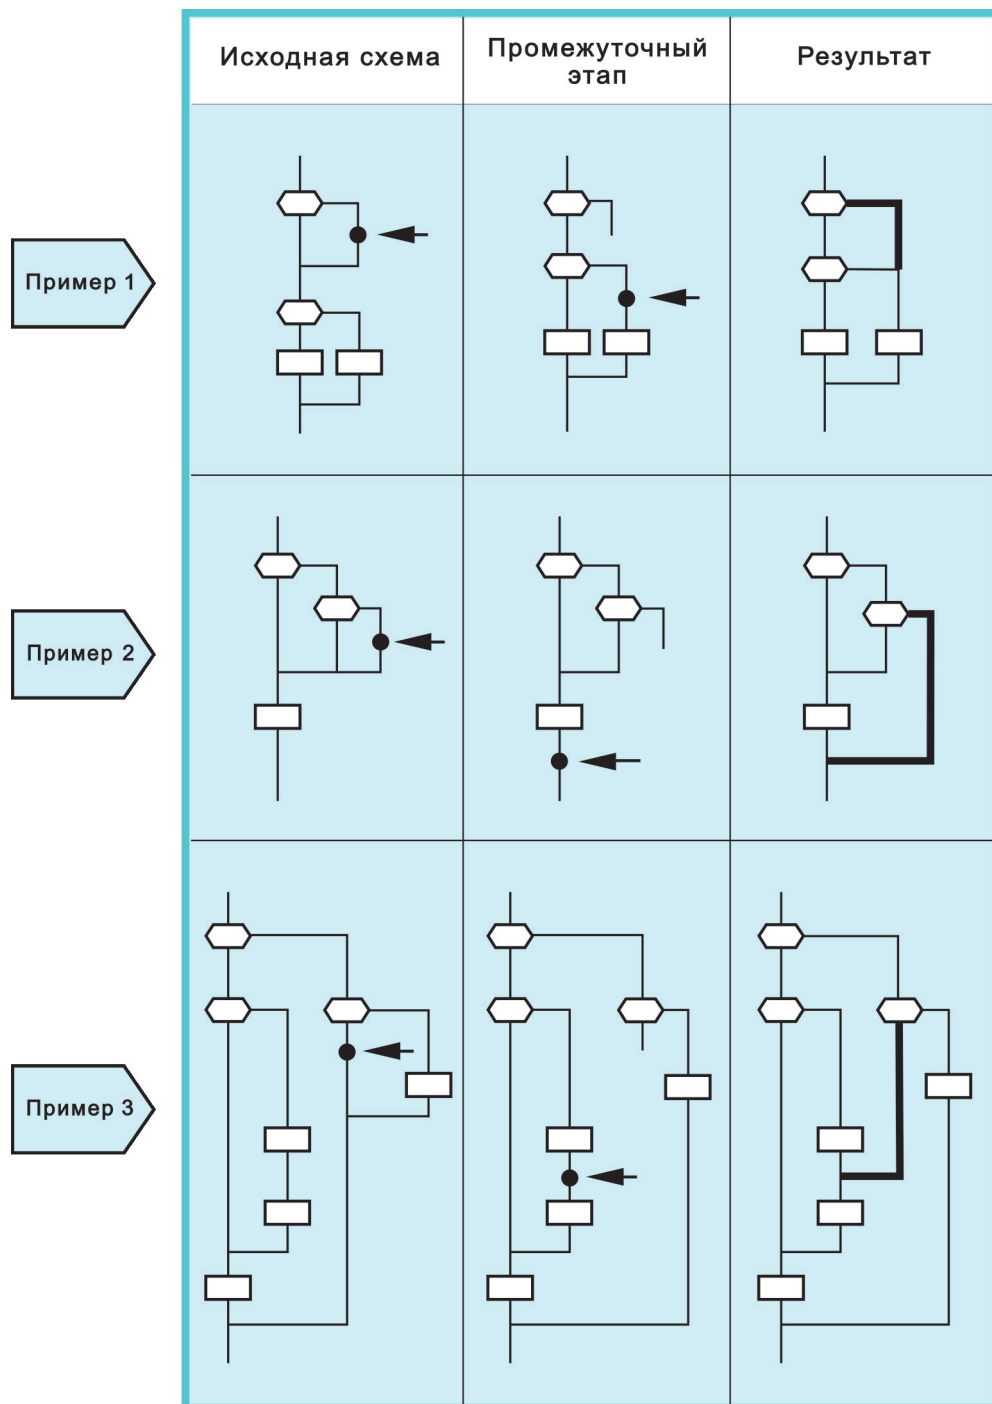 Исходная схема
Промежуточный
этап
Результат
Пример 1
Пример 2
Пример 3